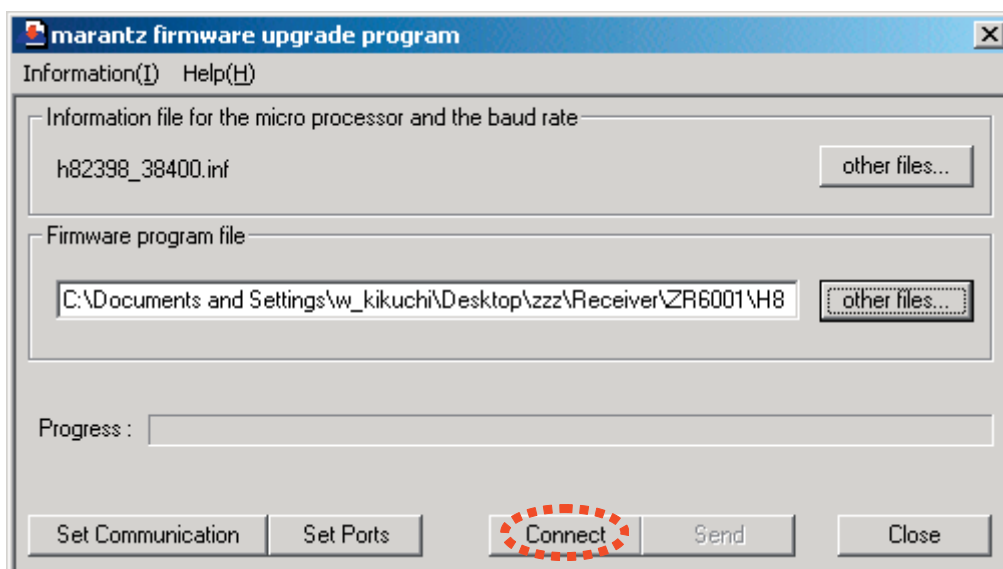 marantz firmware upgrade program
Information(I) Help(H)
Information file for the micro processor and the baud rate
h82398_38400.inf
other files...
Firmware program file
C:\Documents and Settings\w_kikuchi\Desktop\zzz\Receiver\ZR6001\H8
other files...
Progress :
Set Communication Set Ports Connect Send Close